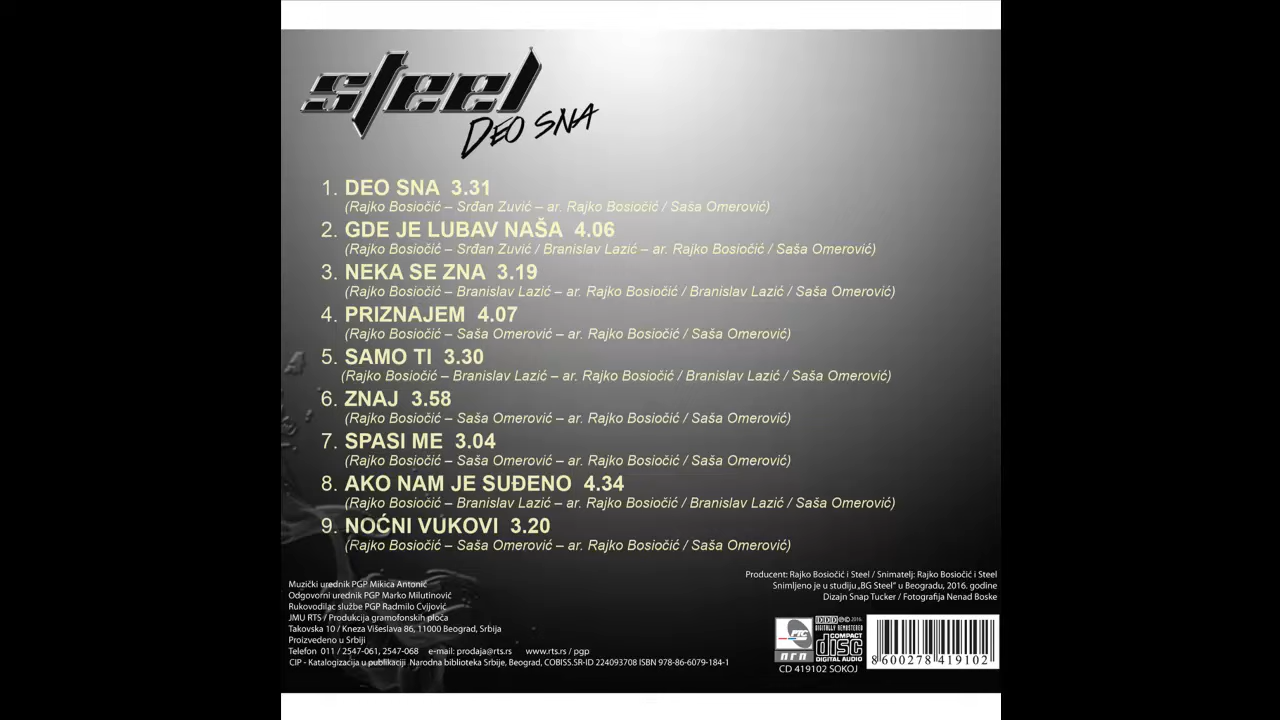 steel
DEO SNA
1. DEO SNA 3.31
(Rajko Bosiočić – Srđan Zuvić – ar. Rajko Bosiočić / Saša Omerović)
2. GDE JE LUBAV NAŠA 4.06
(Rajko Bosiočić – Srđan Zuvić / Branislav Lazić – ar. Rajko Bosiočić / Saša Omerović)
3. NEKA SE ZNA 3.19
(Rajko Bosiočić – Branislav Lazić – ar. Rajko Bosiočić / Branislav Lazić / Saša Omerović)
4. PRIZNAJEM 4.07
(Rajko Bosiočić – Saša Omerović – ar. Rajko Bosiočić / Saša Omerović)
5. SAMO TI 3.30
(Rajko Bosiočić – Branislav Lazić – ar. Rajko Bosiočić / Branislav Lazić / Saša Omerović)
6. ZNAJ 3.58
(Rajko Bosiočić – Saša Omerović – ar. Rajko Bosiočić / Saša Omerović)
7. SPASI ME 3.04
(Rajko Bosiočić – Saša Omerović – ar. Rajko Bosiočić / Saša Omerović)
8. AKO NAM JE SUĐENO 4.34
(Rajko Bosiočić – Branislav Lazić – ar. Rajko Bosiočić / Branislav Lazić / Saša Omerović)
9. NOĆNI VUKOVI 3.20
(Rajko Bosiočić – Saša Omerović – ar. Rajko Bosiočić / Saša Omerović)
Muzički urednik PGP Mikica Antonić
Odgovorni urednik PGP Marko Milutinović
Rukovodilac službe PGP Radmilo Cvijović
JMU RTS / Produkcija gramofonskih ploča
Takovska 10 / Kneza Višeslava 86, 11000 Beograd, Srbija
Proizvedeno u Srbiji
Telefon 011 / 2547-061, 2547-068 e-mail: prodaja@rts.rs www.rts.rs / pgp
CIP - Katalogizacija u publikaciji Narodna biblioteka Srbije, Beograd, COBISS.SR-ID 224093708 ISBN 978-86-6079-184-1
Producent: Rajko Bosiočić i Steel / Snimatelj: Rajko Bosiočić i Steel
Snimljeno je u studiju „BG Steel” u Beogradu, 2016. godine
Dizajn Snap Tucker / Fotografija Nenad Boske
РТС
DDD ℗© 2016
DIGITALLY REMASTERED
COMPACT
disc
DIGITAL AUDIO
CD 419102 SOKOJ
8600278 419102